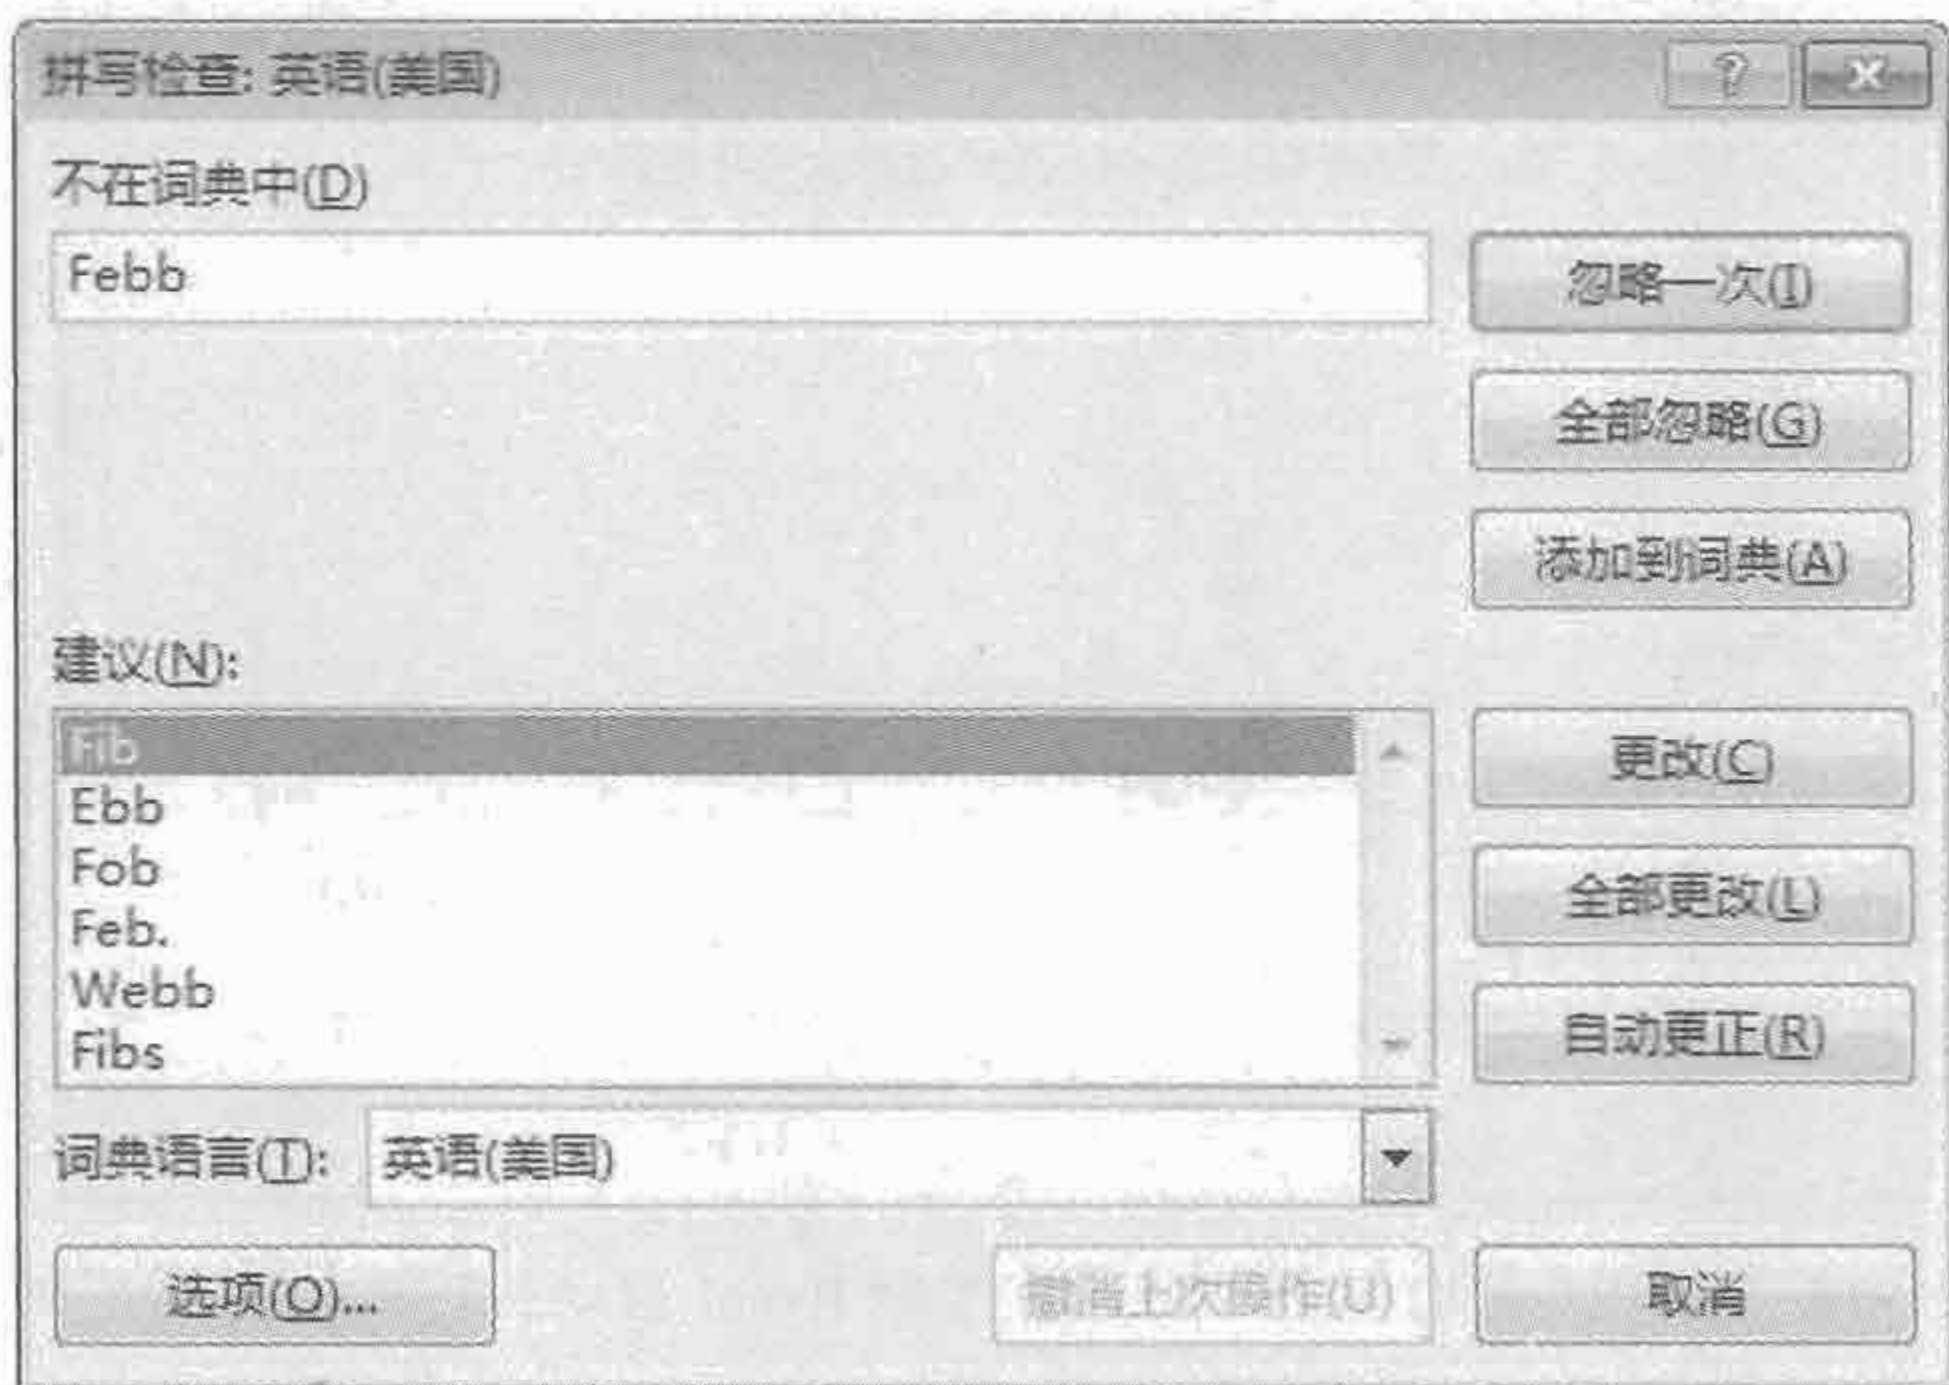 拼写检查: 英语(美国)
不在词典中(D)
Febb
忽略一次(I)
全部忽略(G)
添加到词典(A)
建议(N):
Fib
Ebb
Fob
Feb.
Webb
Fibs
更改(C)
全部更改(L)
自动更正(R)
词典语言(T):
英语(美国)
选项(O)...
撤消上次操作(U)
取消